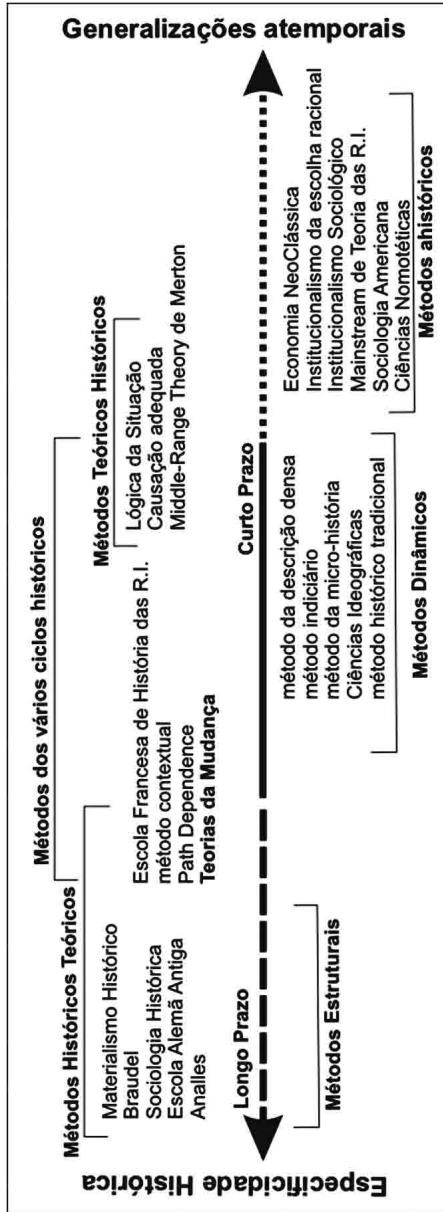 Generalizações atemporais
Métodos dos vários ciclos históricos
Métodos Históricos Teóricos
Materialismo Histórico
Braudel
Sociologia Histórica
Escola Alemã Antiga
Analles
Escola Francesa de História das R.I.
método contextual
Path Dependence
Teorias da Mudança
Métodos Teóricos Históricos
Lógica da Situação
Causação adequada
Middle-Range Theory de Merton
Especificidade Histórica
Longo Prazo
Curto Prazo
Métodos Estruturais
método da descrição densa
método indiciário
método da micro-história
Ciências Ideográficas
método histórico tradicional
Métodos Dinâmicos
Economia NeoClássica
Institucionalismo da escolha racional
Institucionalismo Sociológico
Mainstream de Teoria das R.I.
Sociologia Americana
Ciências Nomotéticas
Métodos ahistóricos